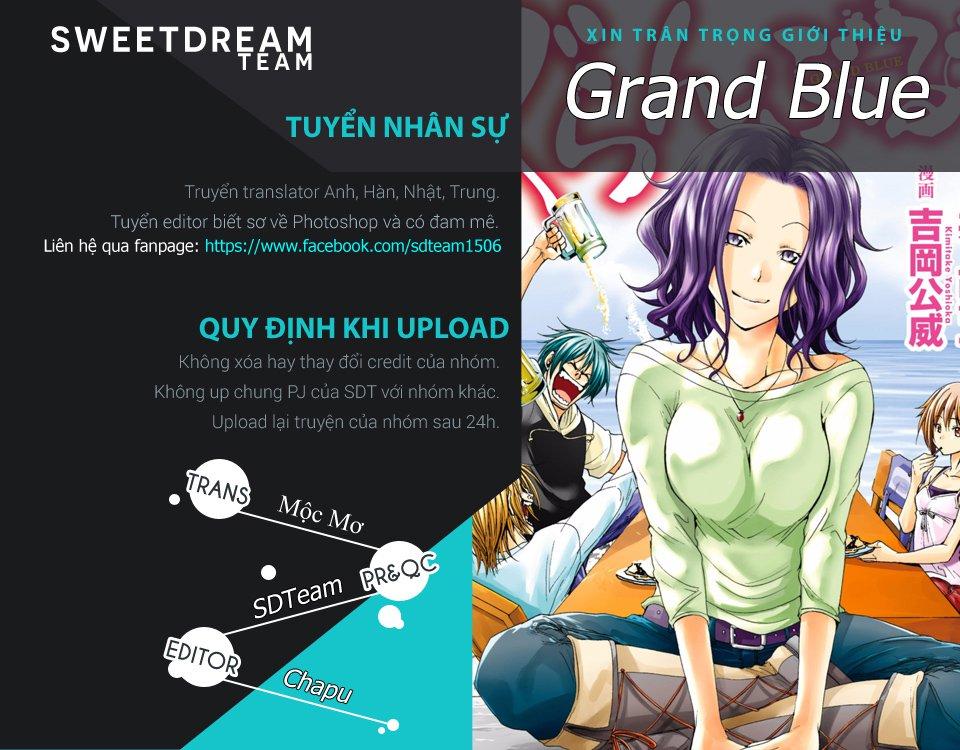 SWEETDREAM
TEAM
TUYỂN NHÂN SỰ
Truyển translator Anh, Hàn, Nhật, Trung.
Tuyển editor biết sơ về Photoshop và có đam mê.
Liên hệ qua fanpage: https://www.facebook.com/sdteam1506
QUY ĐỊNH KHI UPLOAD
Không xóa hay thay đổi credit của nhóm.
Không up chung PJ của SDT với nhóm khác.
Upload lại truyện của nhóm sau 24h.
TRANS
Mộc Mơ
PR&QC
SDTeam
EDITOR
Chapu
XIN TRÂN TRỌNG GIỚI THIỆU
Grand Blue
漫画
吉岡公威
Kimitake Yoshioka